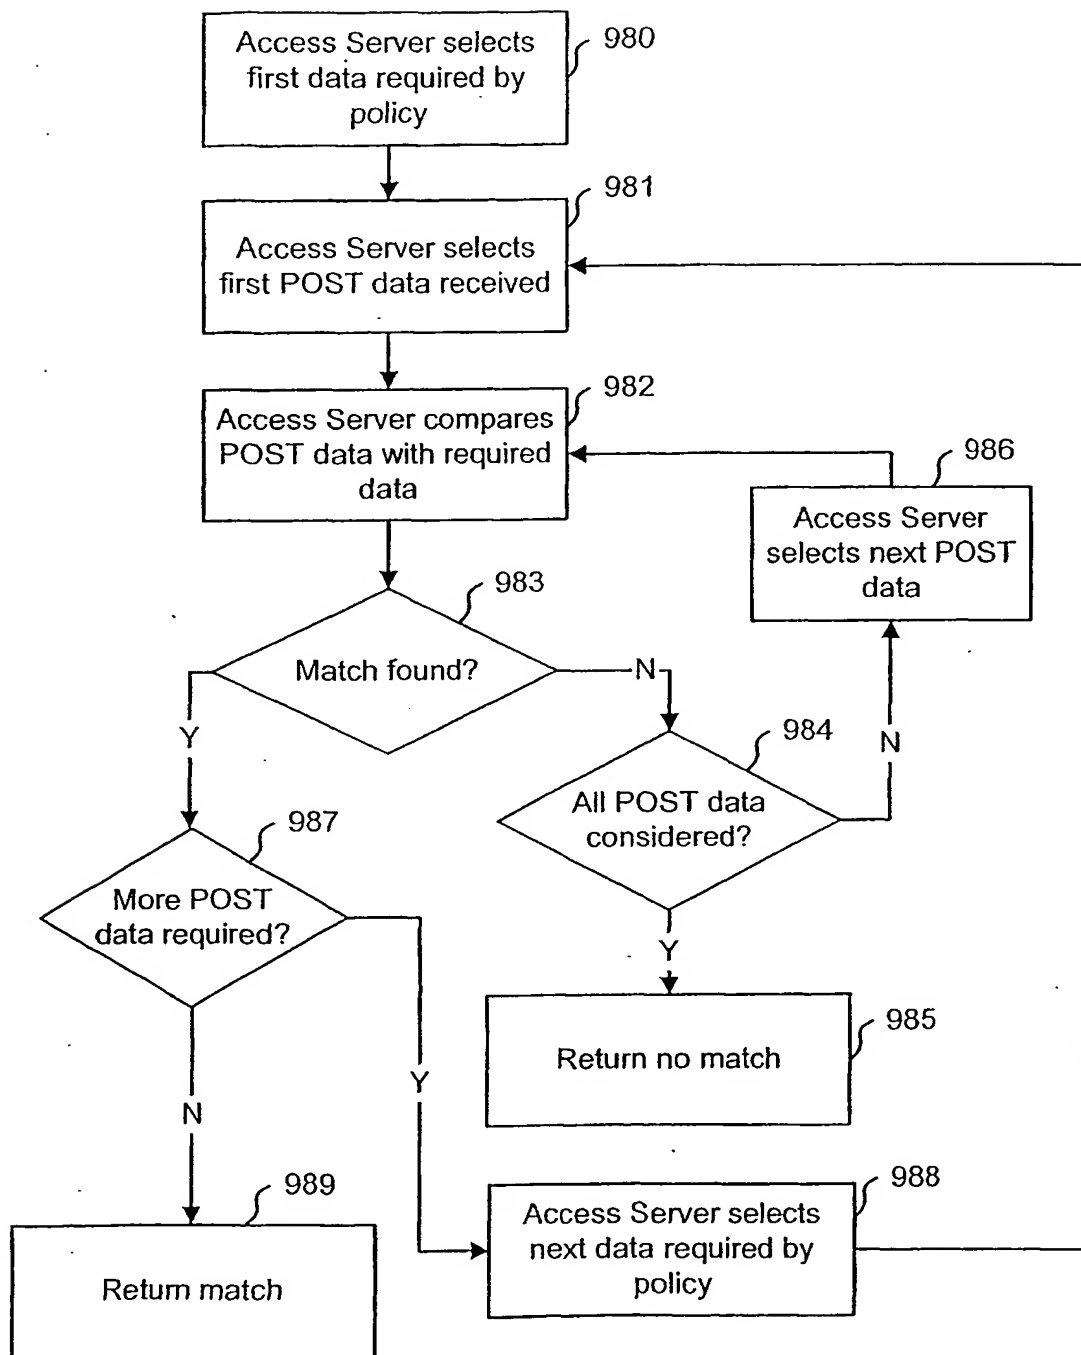 Access Server selects
first data required by
policy
980
Access Server selects
first POST data received
981
Access Server compares
POST data with required
data
982
Access Server
selects next POST
data
986
Match found?
983
N
Y
All POST data
considered?
984
N
Y
More POST
data required?
987
Y
N
Return no match
985
Access Server selects
next data required by
policy
988
Return match
989